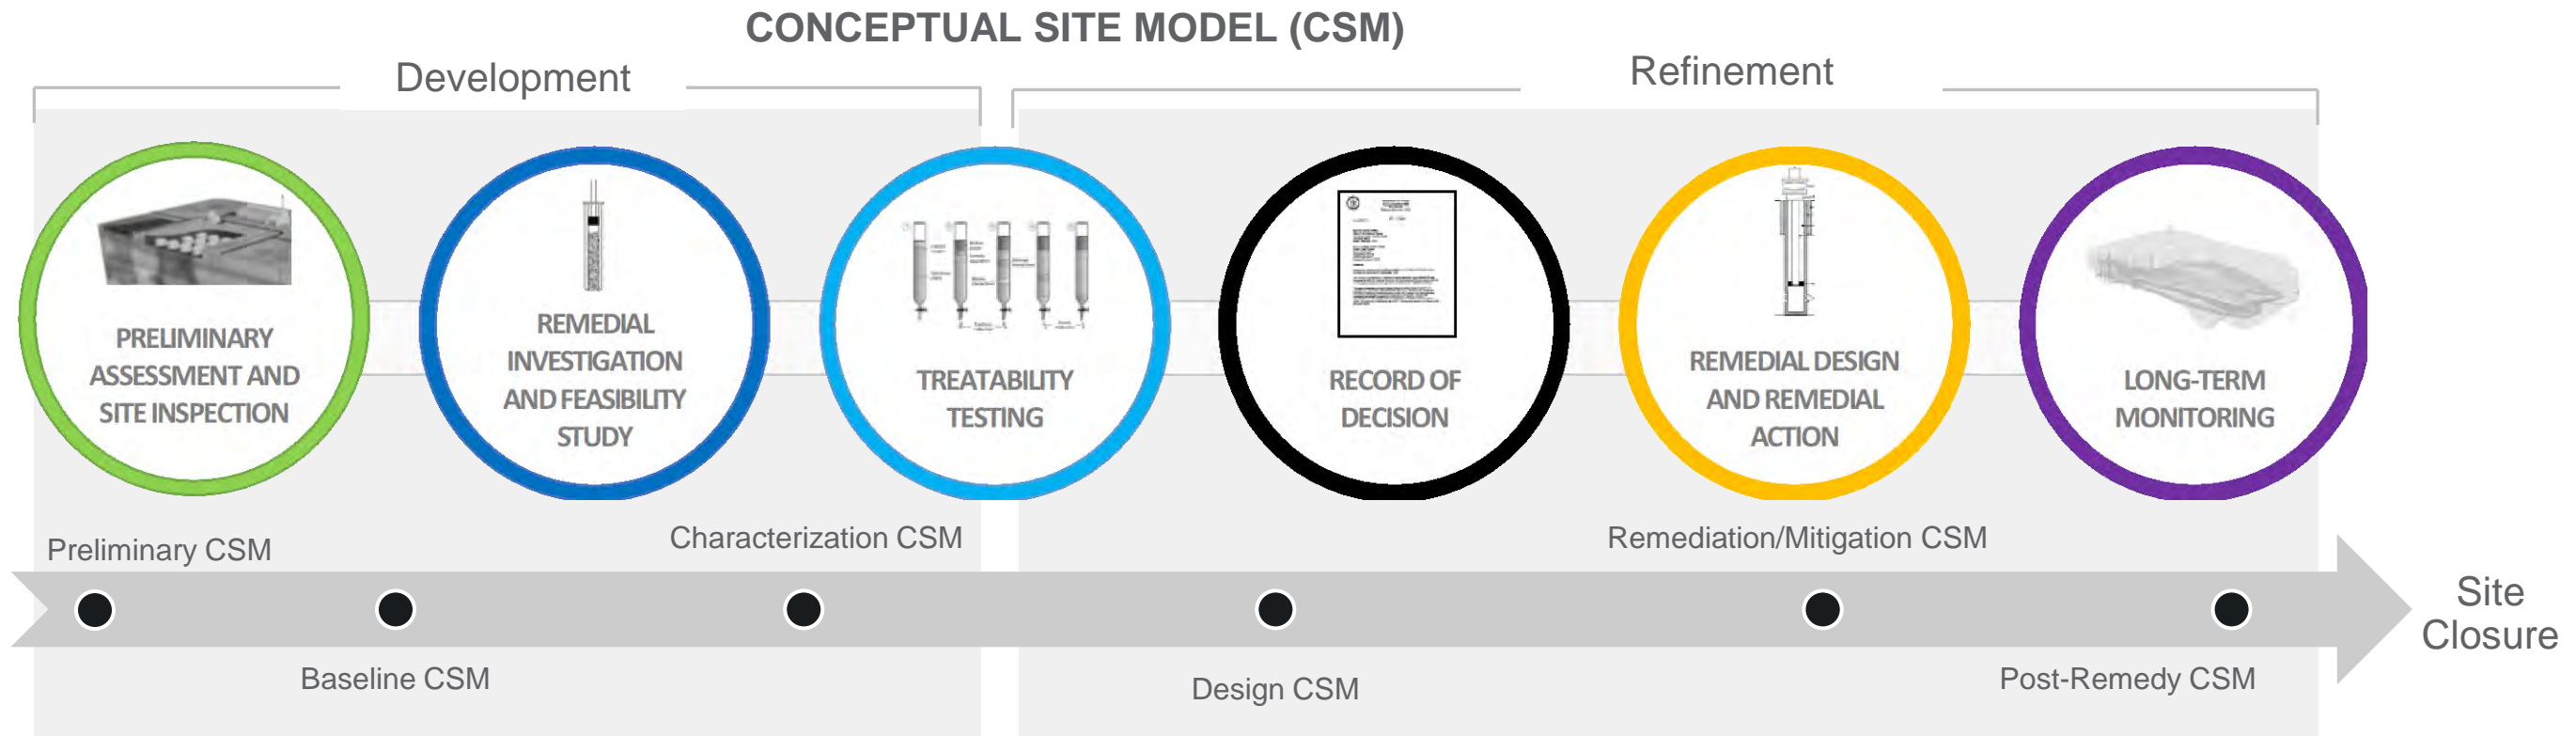 CONCEPTUAL SITE MODEL (CSM)
Development
Refinement
PRELIMINARY
ASSESSMENT AND
SITE INSPECTION
REMEDIAL
INVESTIGATION
AND FEASIBILITY
STUDY
TREATABILITY
TESTING
RECORD OF
DECISION
REMEDIAL DESIGN
AND REMEDIAL
ACTION
LONG-TERM
MONITORING
Preliminary CSM
Characterization CSM
Remediation/Mitigation CSM
Baseline CSM
Design CSM
Post-Remedy CSM
Site
Closure